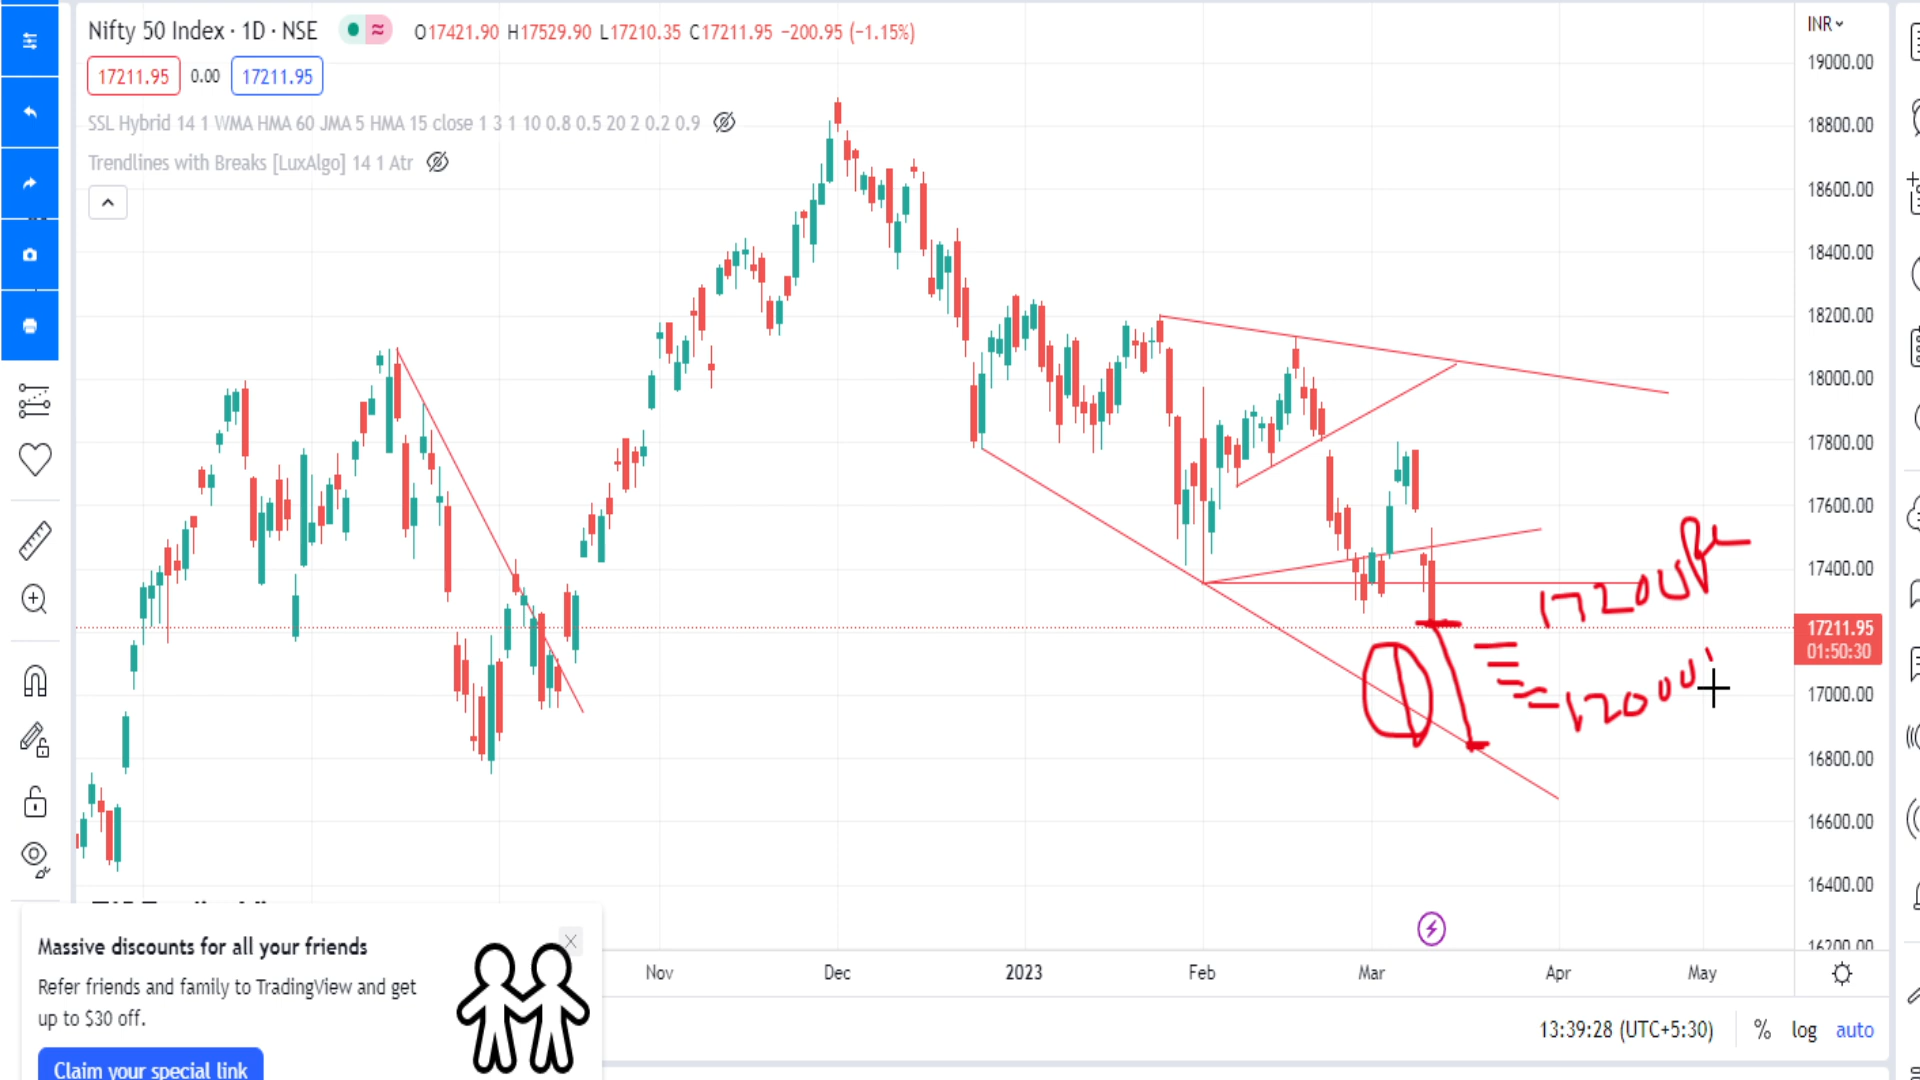 Nifty 50 Index · 1D · NSE
O17421.90 H17529.90 L17210.35 C17211.95 −200.95 (−1.15%)
INR
17211.95 0.00 17211.95
SSL Hybrid 14 1 WMA HMA 60 JMA 5 HMA 15 close 1 3 1 10 0.8 0.5 20 2 0.2 0.9
Trendlines with Breaks [LuxAlgo] 14 1 Atr
19000.00
18800.00
18600.00
18400.00
18200.00
18000.00
17800.00
17600.00
17400.00
17211.95
01:50:30
17000.00
16800.00
16600.00
16400.00
16200.00
Nov Dec 2023 Feb Mar Apr May
Massive discounts for all your friends
Refer friends and family to TradingView and get
up to $30 off.
Claim your special link
13:39:28 (UTC+5:30) % log auto